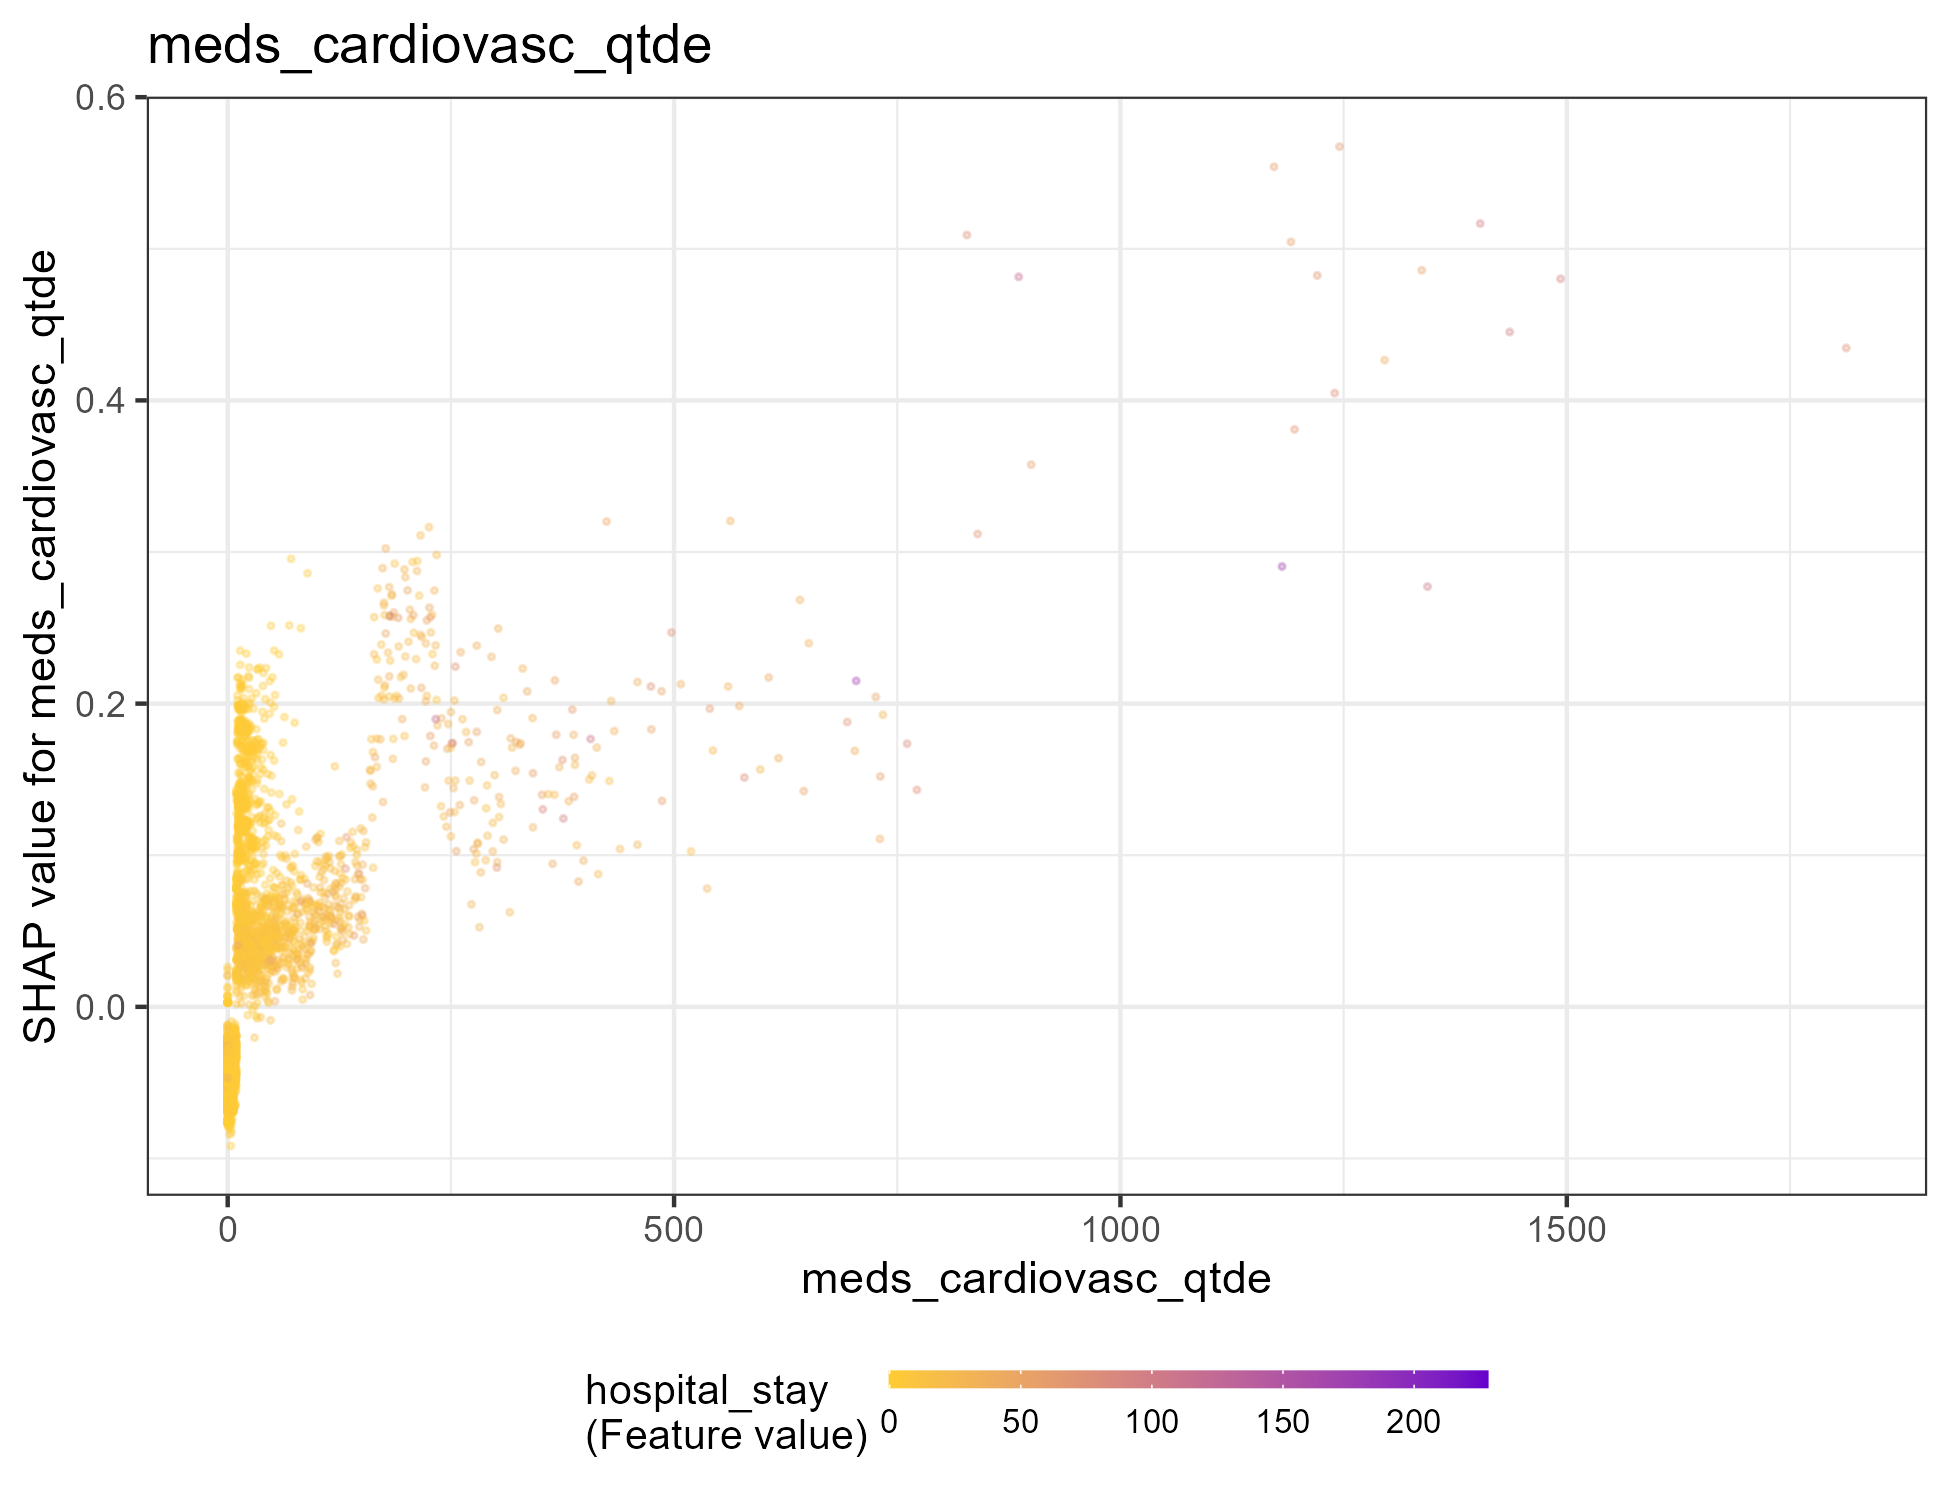 meds_cardiovasc_qtde
0.6
0.4
0.2
0.0
SHAP value for meds_cardiovasc_qtde
0 500 1000 1500
meds_cardiovasc_qtde
hospital_stay
(Feature value)
0 50 100 150 200